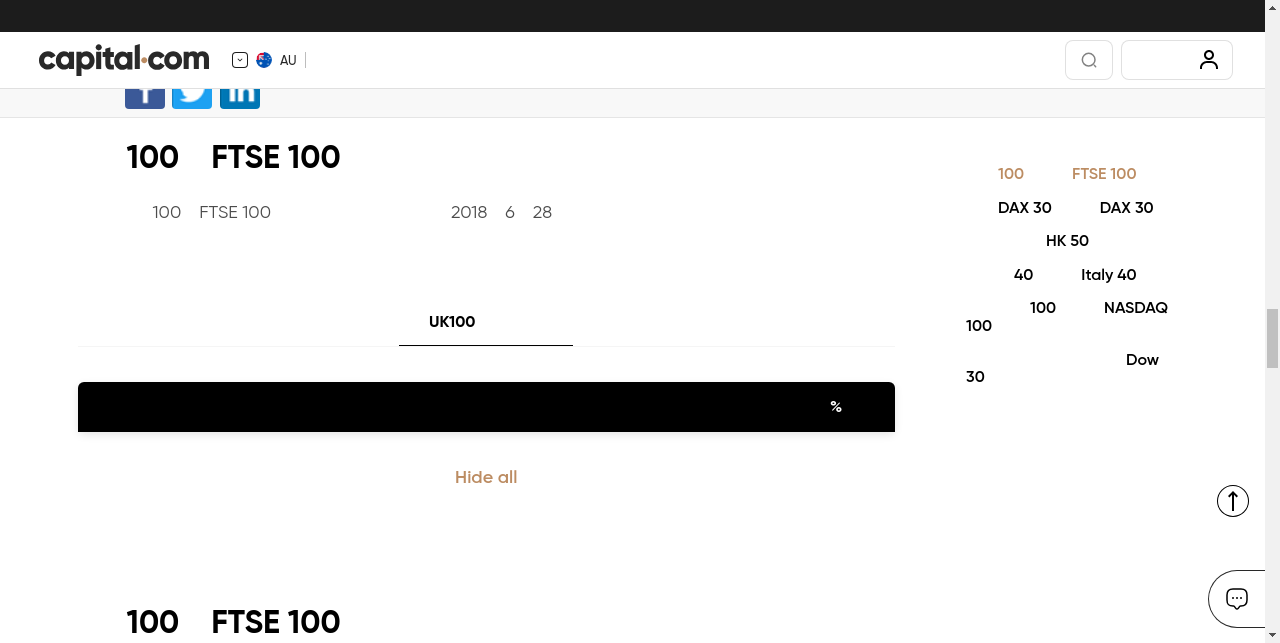 capital.com
AU
100 FTSE 100
100 FTSE 100 2018 6 28
UK100
%
Hide all
100 FTSE 100
100 FTSE 100
DAX 30 DAX 30
HK 50
40 Italy 40
100 NASDAQ
100
Dow
30